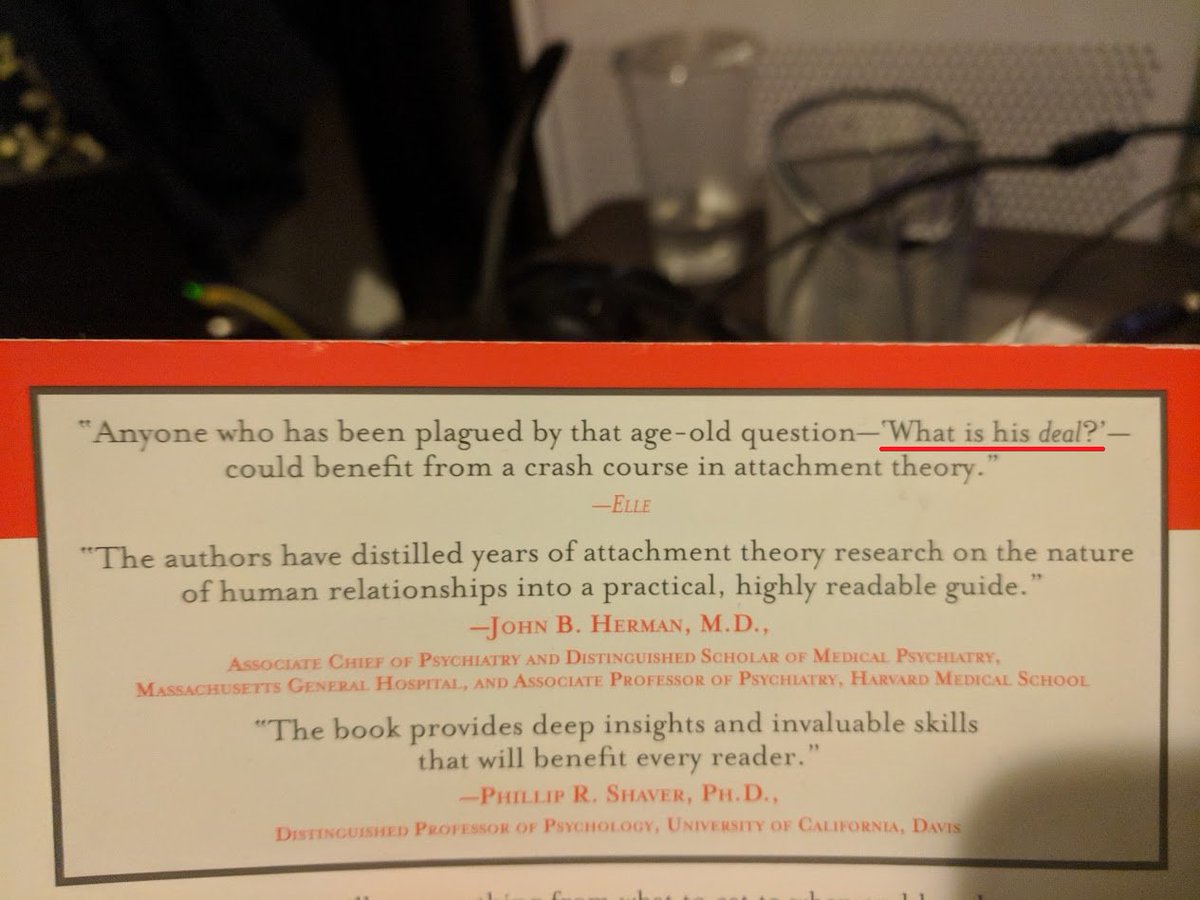 “Anyone who has been plagued by that age-old question—‘What is his deal?’—
could benefit from a crash course in attachment theory.”
—Elle
“The authors have distilled years of attachment theory research on the nature
of human relationships into a practical, highly readable guide.”
—John B. Herman, M.D.,
Associate Chief of Psychiatry and Distinguished Scholar of Medical Psychiatry,
Massachusetts General Hospital, and Associate Professor of Psychiatry, Harvard Medical School
“The book provides deep insights and invaluable skills
that will benefit every reader.”
—Phillip R. Shaver, Ph.D.,
Distinguished Professor of Psychology, University of California, Davis